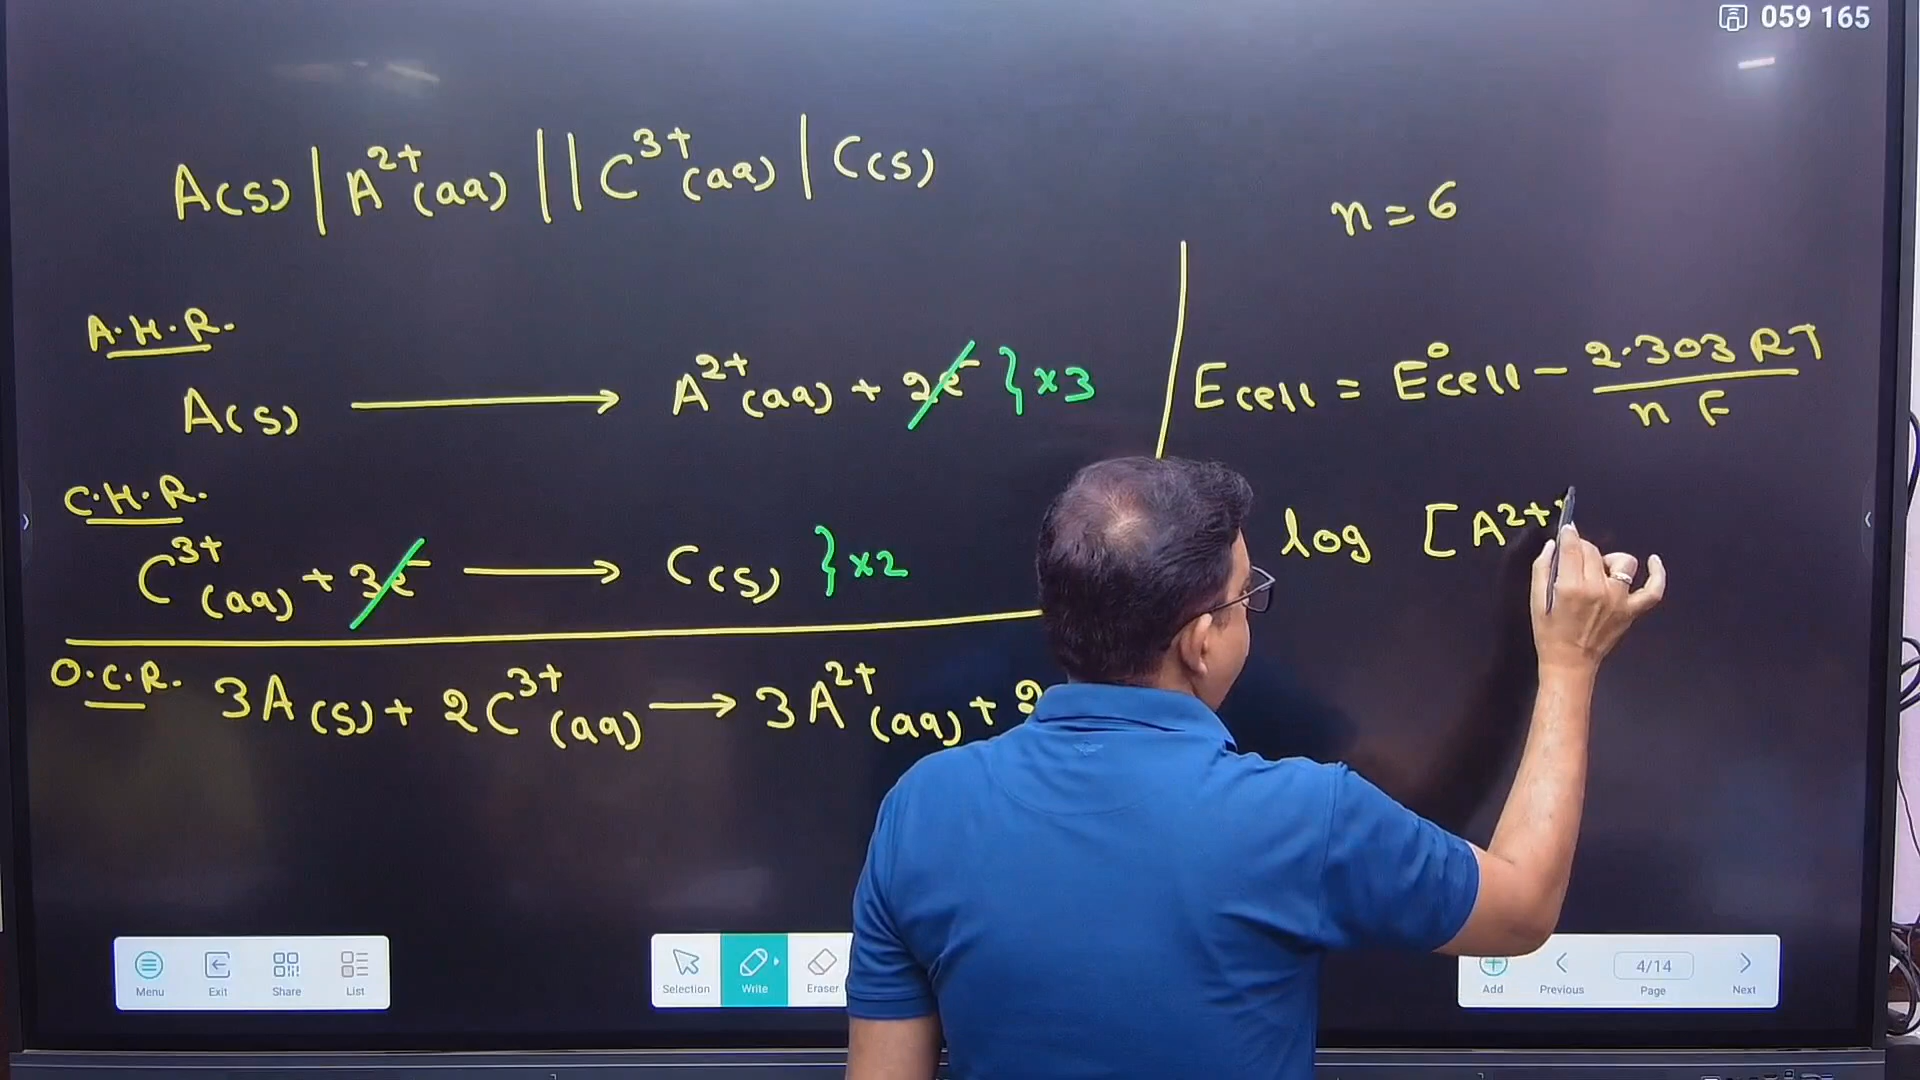 059 165
A(s) | A²⁺(aq) || C³⁺(aq) | C(s)
n = 6
A.H.R.
A(s) ⟶ A²⁺(aq) + 2e⁻ } ×3
Ecell = E°cell − 2.303 RT / n F
log [A²⁺
C.H.R.
C³⁺(aq) + 3e⁻ ⟶ C(s) } ×2
O.C.R. 3A(s) + 2C³⁺(aq) ⟶ 3A²⁺(aq) + 2
Menu Exit Share List Selection Write Eraser Add Previous 4/14 Page Next